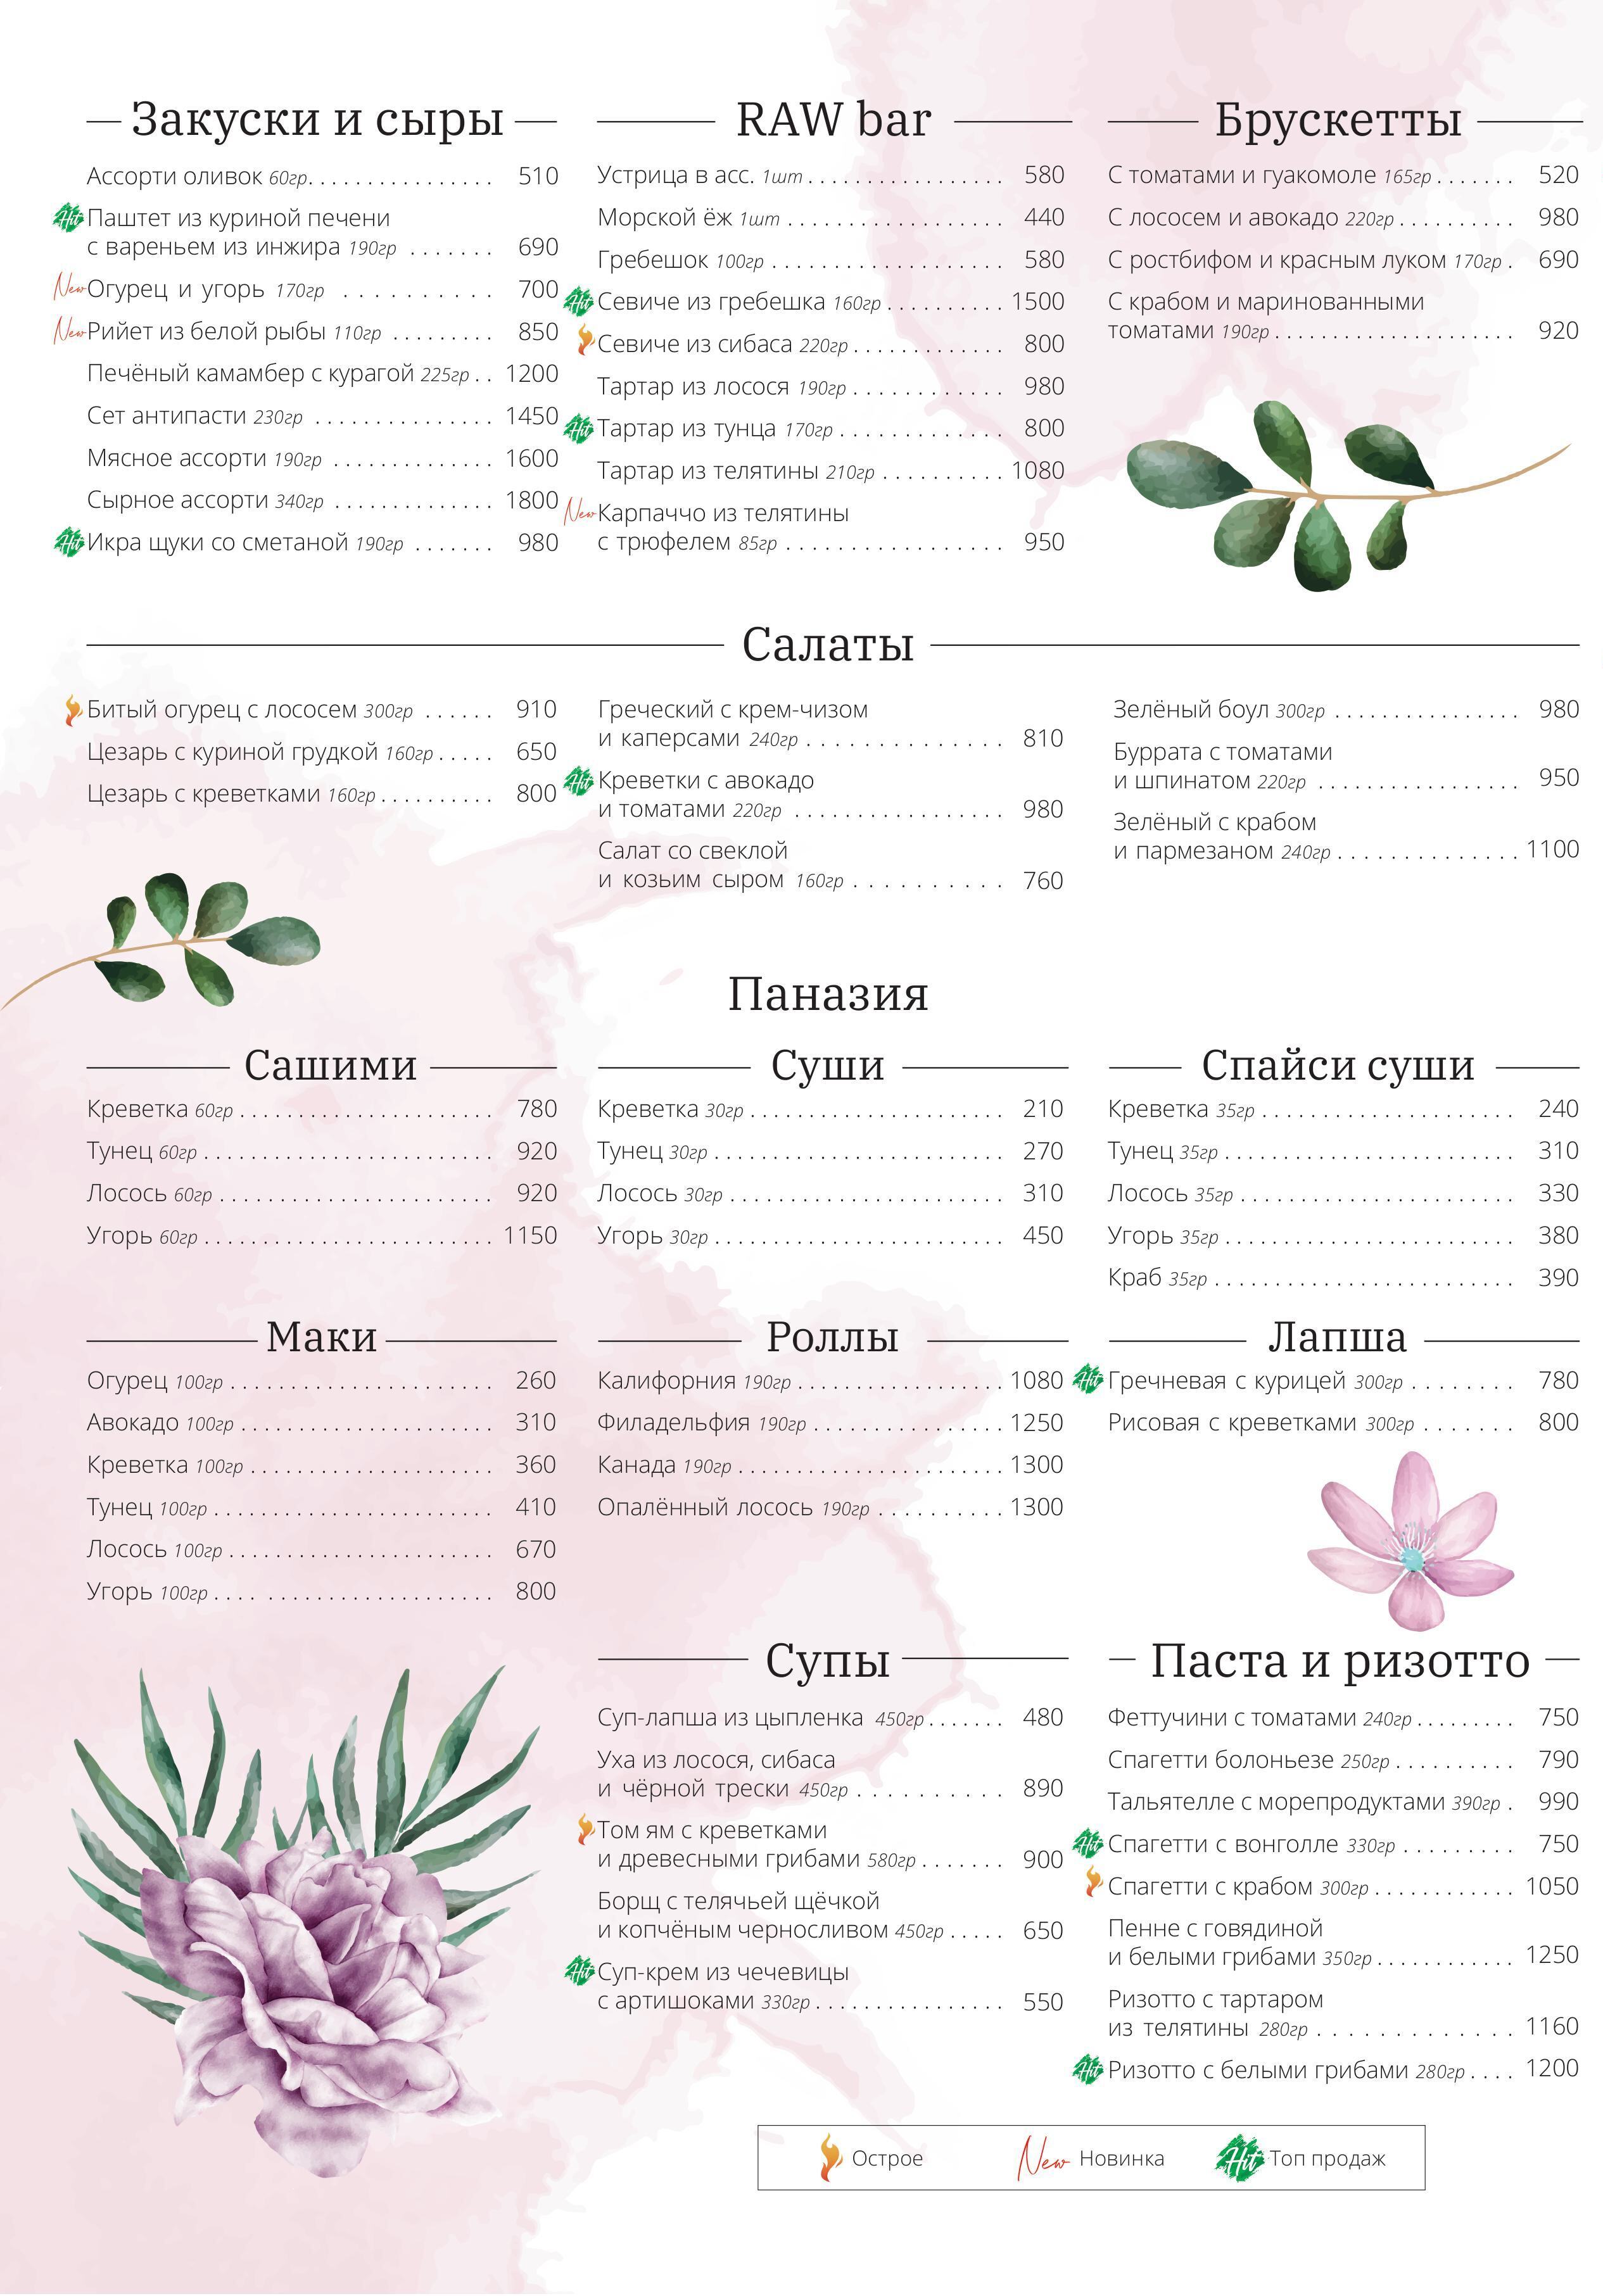 Закуски и сыры
Ассорти оливок 60гр. . . . . . . . . . . . . . . . 510
Hit Паштет из куриной печени
с вареньем из инжира 190гр . . . . . . . 690
New Огурец и угорь 170гр . . . . . . . . . . 700
New Рийет из белой рыбы 110гр . . . . . . . . . 850
Печёный камамбер с курагой 225гр . . 1200
Сет антипасти 230гр . . . . . . . . . . . . . . . 1450
Мясное ассорти 190гр . . . . . . . . . . . . . . 1600
Сырное ассорти 340гр . . . . . . . . . . . . . . 1800
Hit Икра щуки со сметаной 190гр . . . . . . . 980
RAW bar
Устрица в асс. 1шт . . . . . . . . . . . . . . . . . 580
Морской ёж 1шт . . . . . . . . . . . . . . . . . . . 440
Гребешок 100гр . . . . . . . . . . . . . . . . . . . . 580
Hit Севиче из гребешка 160гр . . . . . . . . . . 1500
Севиче из сибаса 220гр . . . . . . . . . . . . . 800
Тартар из лосося 190гр . . . . . . . . . . . . . 980
Hit Тартар из тунца 170гр . . . . . . . . . . . . . . 800
Тартар из телятины 210гр . . . . . . . . . . 1080
New Карпаччо из телятины
с трюфелем 85гр . . . . . . . . . . . . . . . . . . . 950
Брускетты
С томатами и гуакомоле 165гр . . . . . . . 520
С лососем и авокадо 220гр . . . . . . . . . . 980
С ростбифом и красным луком 170гр . 690
С крабом и маринованными
томатами 190гр . . . . . . . . . . . . . . . . . . . . . 920
Салаты
Битый огурец с лососем 300гр . . . . . . 910
Цезарь с куриной грудкой 160гр . . . . . 650
Цезарь с креветками 160гр . . . . . . . . . . 800
Греческий с крем-чизом
и каперсами 240гр . . . . . . . . . . . . . . . . . 810
Hit Креветки с авокадо
и томатами 220гр . . . . . . . . . . . . . . . . . . 980
Салат со свеклой
и козьим сыром 160гр . . . . . . . . . . 760
Зелёный боул 300гр . . . . . . . . . . . . . . . . 980
Буррата с томатами
и шпинатом 220гр . . . . . . . . . . . . . . . . . . 950
Зелёный с крабом
и пармезаном 240гр . . . . . . . . . . . . . . . 1100
Паназия
Сашими
Креветка 60гр . . . . . . . . . . . . . . . . . . . . . . 780
Тунец 60гр . . . . . . . . . . . . . . . . . . . . . . . . . 920
Лосось 60гр . . . . . . . . . . . . . . . . . . . . . . . . 920
Угорь 60гр . . . . . . . . . . . . . . . . . . . . . . . . . 1150
Суши
Креветка 30гр . . . . . . . . . . . . . . . . . . . . . . 210
Тунец 30гр . . . . . . . . . . . . . . . . . . . . . . . . . 270
Лосось 30гр . . . . . . . . . . . . . . . . . . . . . . . . 310
Угорь 30гр . . . . . . . . . . . . . . . . . . . . . . . . . 450
Спайси суши
Креветка 35гр . . . . . . . . . . . . . . . . . . . . . . 240
Тунец 35гр . . . . . . . . . . . . . . . . . . . . . . . . . 310
Лосось 35гр . . . . . . . . . . . . . . . . . . . . . . . . 330
Угорь 35гр . . . . . . . . . . . . . . . . . . . . . . . . . 380
Краб 35гр . . . . . . . . . . . . . . . . . . . . . . . . . . 390
Маки
Огурец 100гр . . . . . . . . . . . . . . . . . . . . . . . 260
Авокадо 100гр . . . . . . . . . . . . . . . . . . . . . . 310
Креветка 100гр . . . . . . . . . . . . . . . . . . . . . 360
Тунец 100гр . . . . . . . . . . . . . . . . . . . . . . . . 410
Лосось 100гр . . . . . . . . . . . . . . . . . . . . . . . 670
Угорь 100гр . . . . . . . . . . . . . . . . . . . . . . . . 800
Роллы
Калифорния 190гр . . . . . . . . . . . . . . . . . . 1080
Филадельфия 190гр . . . . . . . . . . . . . . . . . 1250
Канада 190гр . . . . . . . . . . . . . . . . . . . . . . . 1300
Опалённый лосось 190гр . . . . . . . . . . . 1300
Лапша
Hit Гречневая с курицей 300гр . . . . . . . . 780
Рисовая с креветками 300гр . . . . . . . 800
Супы
Суп-лапша из цыпленка 450гр . . . . . . . 480
Уха из лосося, сибаса
и чёрной трески 450гр . . . . . . . . . . 890
Том ям с креветками
и древесными грибами 580гр . . . . . . . 900
Борщ с телячьей щёчкой
и копчёным черносливом 450гр . . . . . 650
Hit Суп-крем из чечевицы
с артишоками 330гр . . . . . . . . . . . . . . . . 550
Паста и ризотто
Феттучини с томатами 240гр . . . . . . . . . 750
Спагетти болоньезе 250гр . . . . . . . . . . 790
Тальятелле с морепродуктами 390гр . 990
Hit Спагетти с вонголле 330гр . . . . . . . . . 750
Спагетти с крабом 300гр . . . . . . . . . . . . 1050
Пенне с говядиной
и белыми грибами 350гр . . . . . . . . . . . . 1250
Ризотто с тартаром
из телятины 280гр . . . . . . . . . . . . . 1160
Hit Ризотто с белыми грибами 280гр . . . . 1200
Острое New Новинка Hit Топ продаж